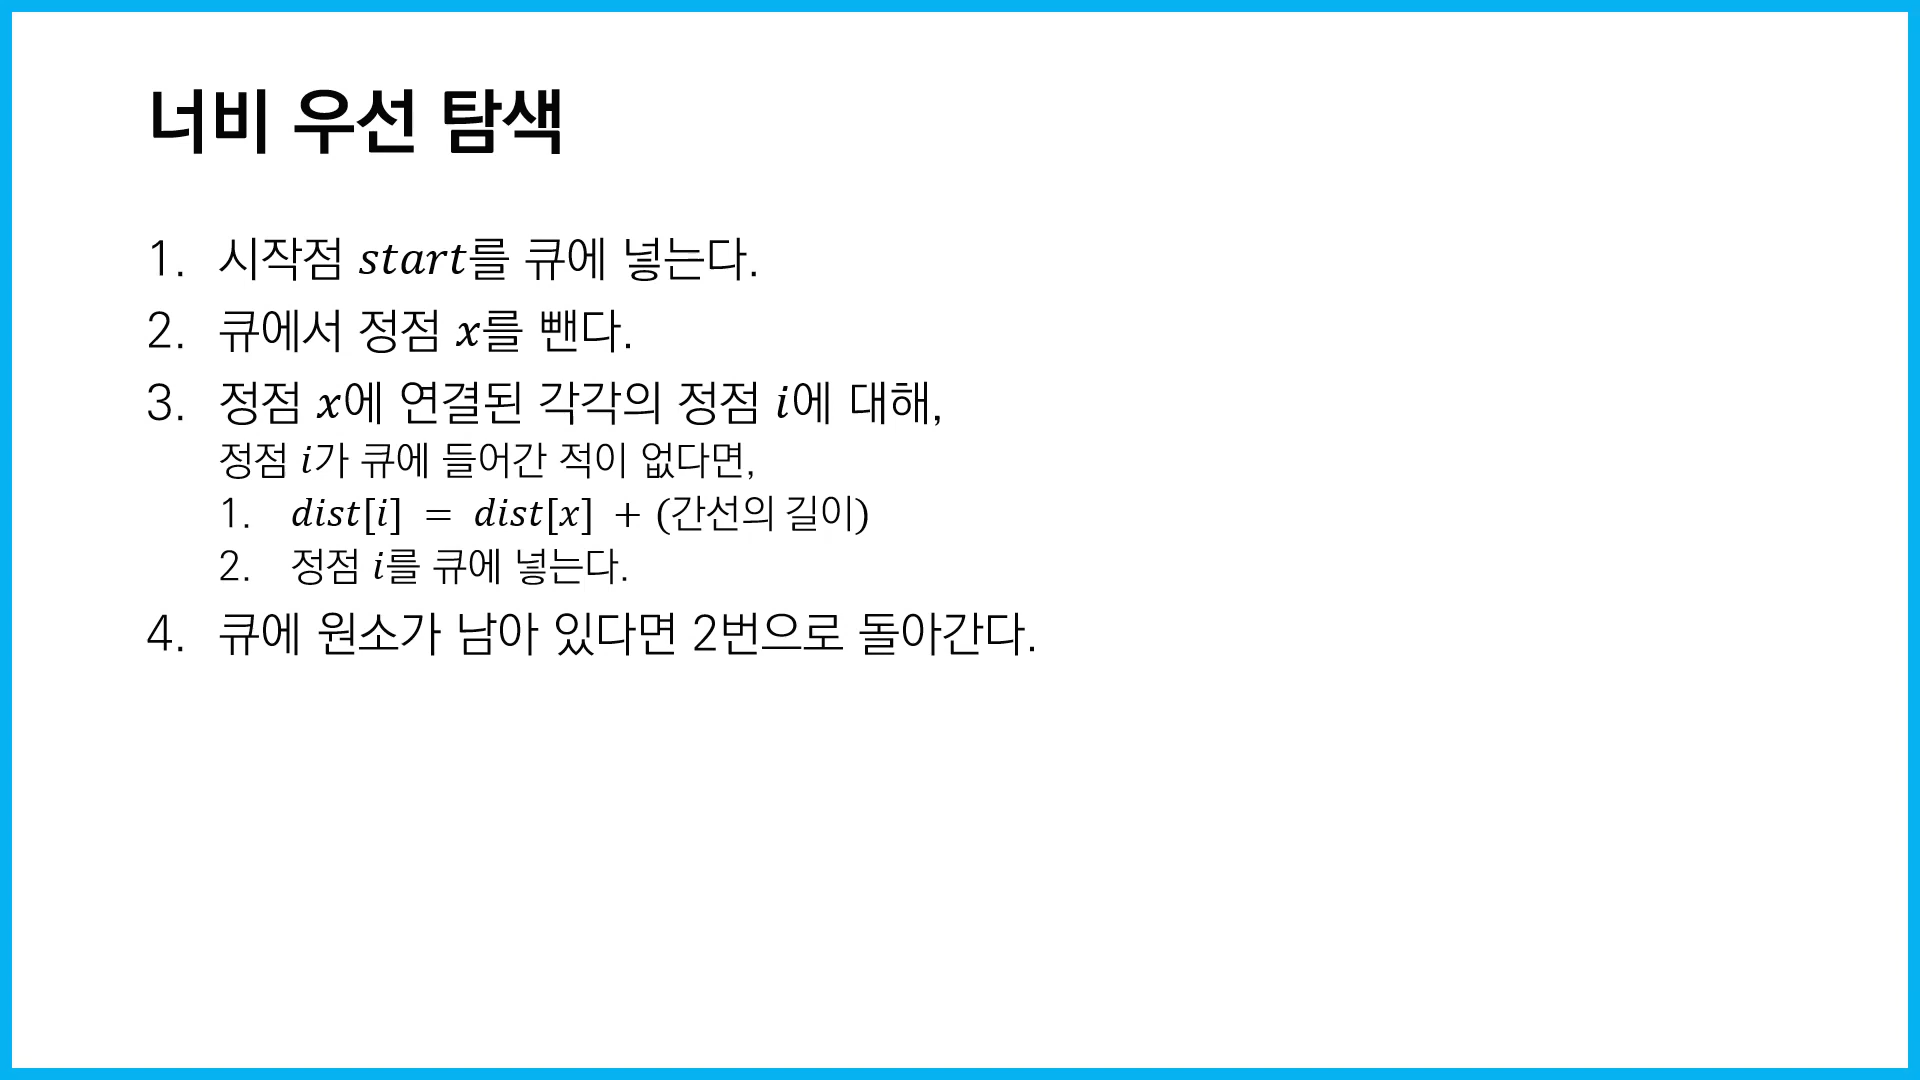 너비 우선 탐색
1. 시작점 start를 큐에 넣는다.
2. 큐에서 정점 x를 뺀다.
3. 정점 x에 연결된 각각의 정점 i에 대해,
정점 i가 큐에 들어간 적이 없다면,
1. dist[i] = dist[x] + (간선의 길이)
2. 정점 i를 큐에 넣는다.
4. 큐에 원소가 남아 있다면 2번으로 돌아간다.